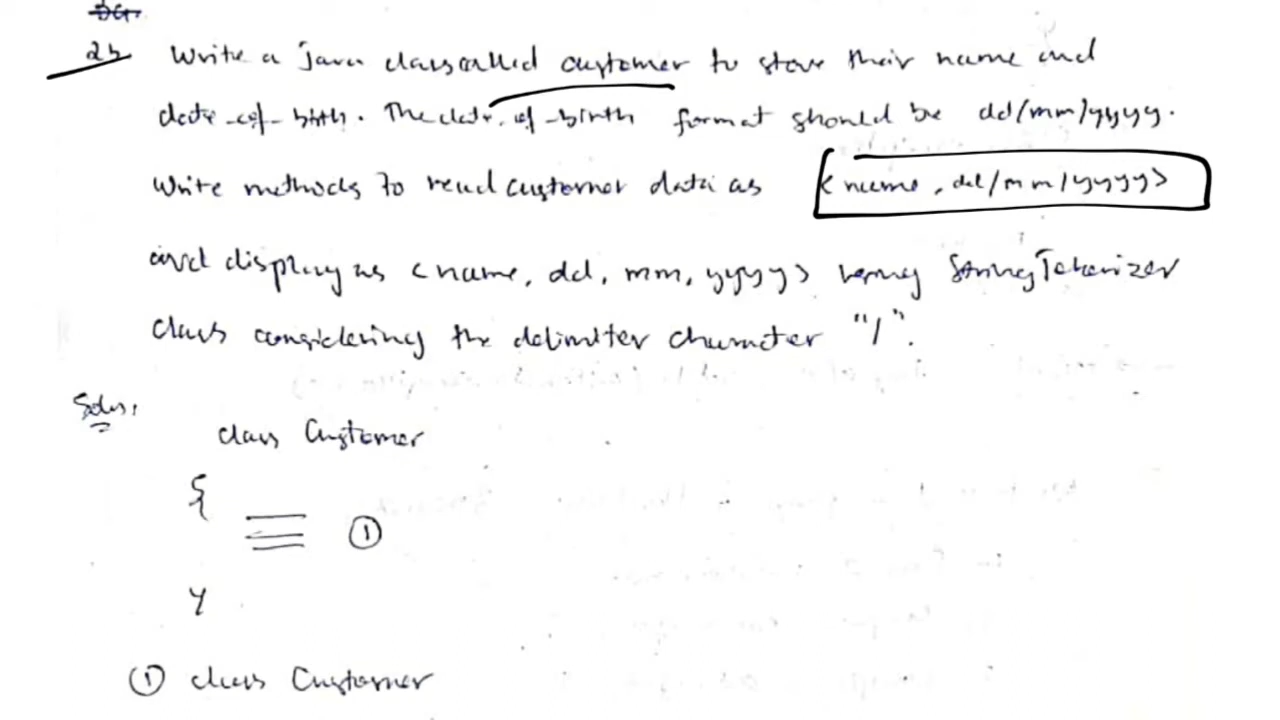 2b Write a java class called customer to store their name and
date-of-birth. The date-of-birth format should be dd/mm/yyyy.
Write methods to read customer data as <name, dd/mm/yyyy>
and display as <name, dd, mm, yyyy> using StringTokenizer
class considering the delimiter character "/".
Soln:
class Customer
{
①
}
① class Customer